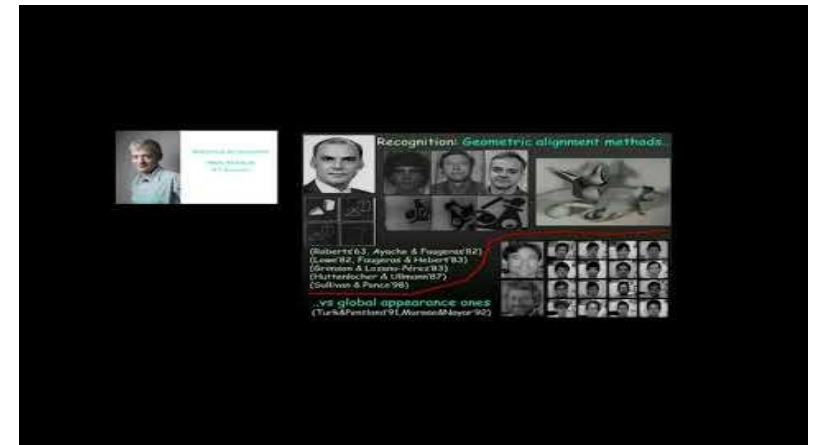 Recognition: Geometric alignment methods..
(Roberts'63, Ayache & Faugeras'82)
(Lowe'82, Faugeras & Hebert'83)
(Grimson & Lozano-Pérez'83)
(Huttenlocher & Ullmann'87)
(Sullivan & Ponce'98)
..vs global appearance ones
(Turk&Pentland'91,Murase&Nayar'92)